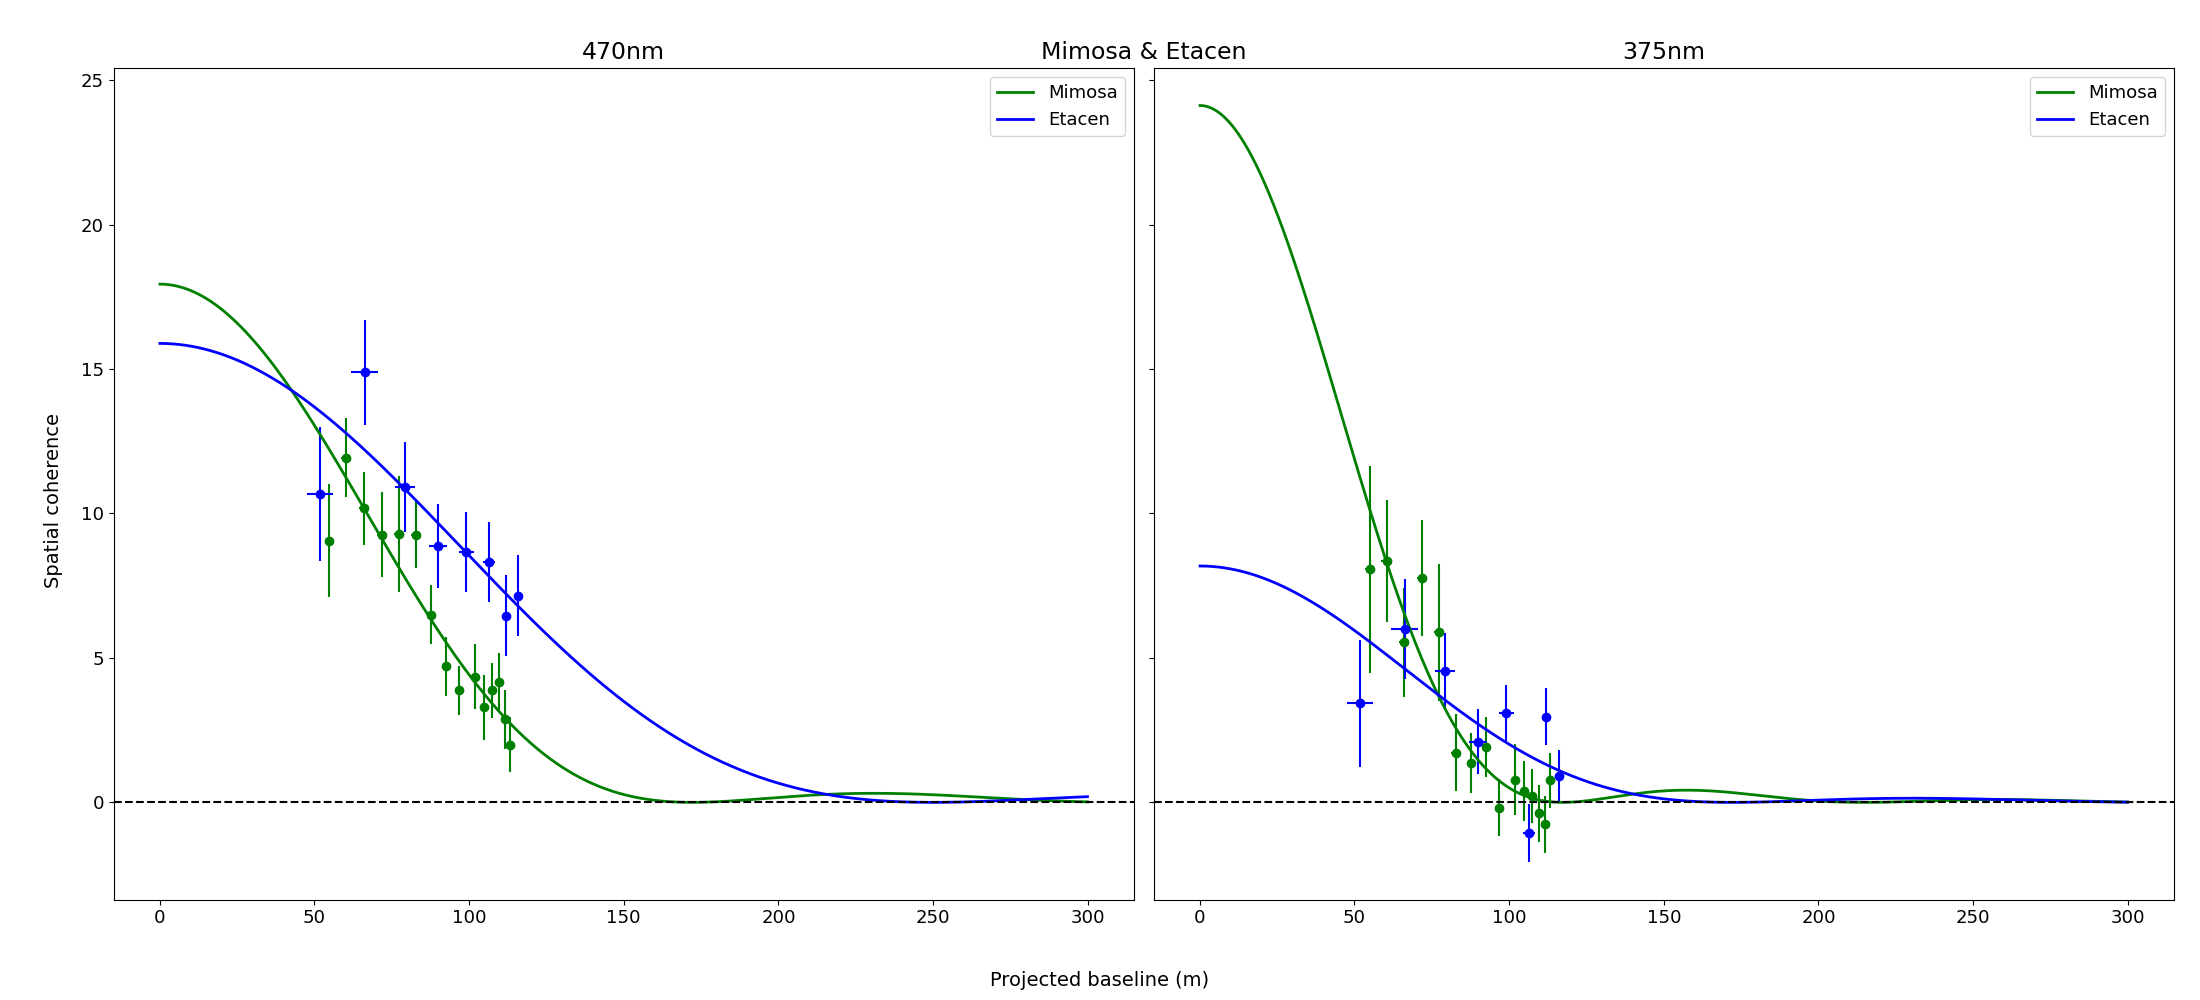 470nm
Mimosa & Etacen
375nm
25
20
15
10
5
0
Spatial coherence
Mimosa
Etacen
Mimosa
Etacen
0 50 100 150 200 250 300
0 50 100 150 200 250 300
Projected baseline (m)